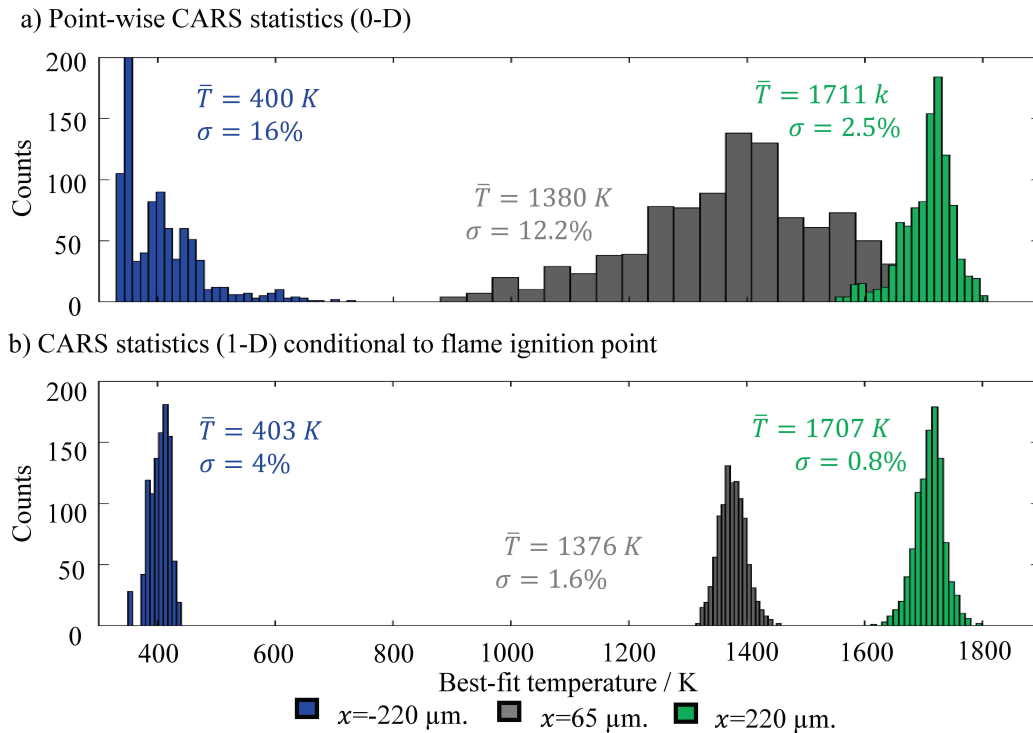 a) Point-wise CARS statistics (0-D)
200
150
100
50
0
Counts
T̄ = 400 K
σ = 16%
T̄ = 1380 K
σ = 12.2%
T̄ = 1711 k
σ = 2.5%
b) CARS statistics (1-D) conditional to flame ignition point
200
150
100
50
0
Counts
T̄ = 403 K
σ = 4%
T̄ = 1376 K
σ = 1.6%
T̄ = 1707 K
σ = 0.8%
400 600 800 1000 1200 1400 1600 1800
Best-fit temperature / K
x=-220 µm. x=65 µm. x=220 µm.